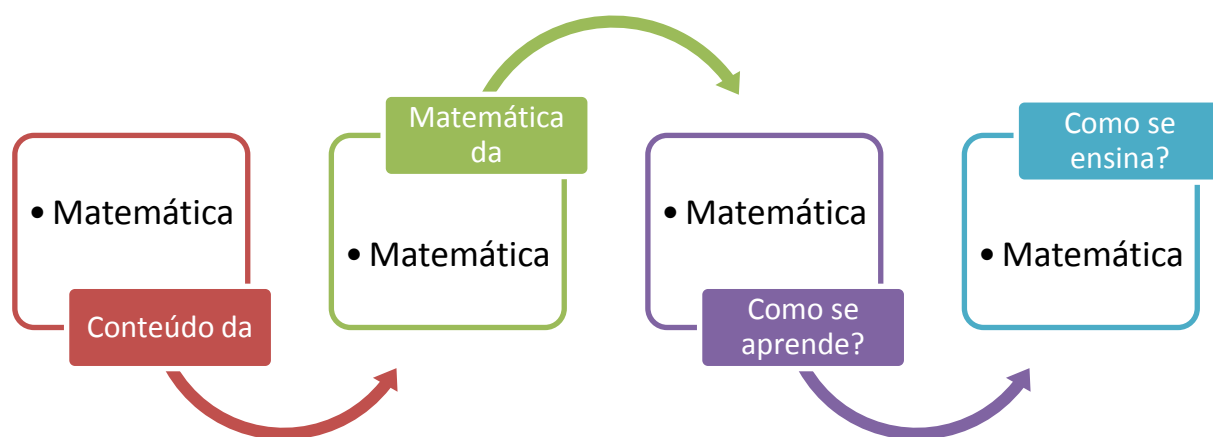 • Matemática
Conteúdo da
Matemática
da
• Matemática
• Matemática
Como se
aprende?
Como se
ensina?
• Matemática